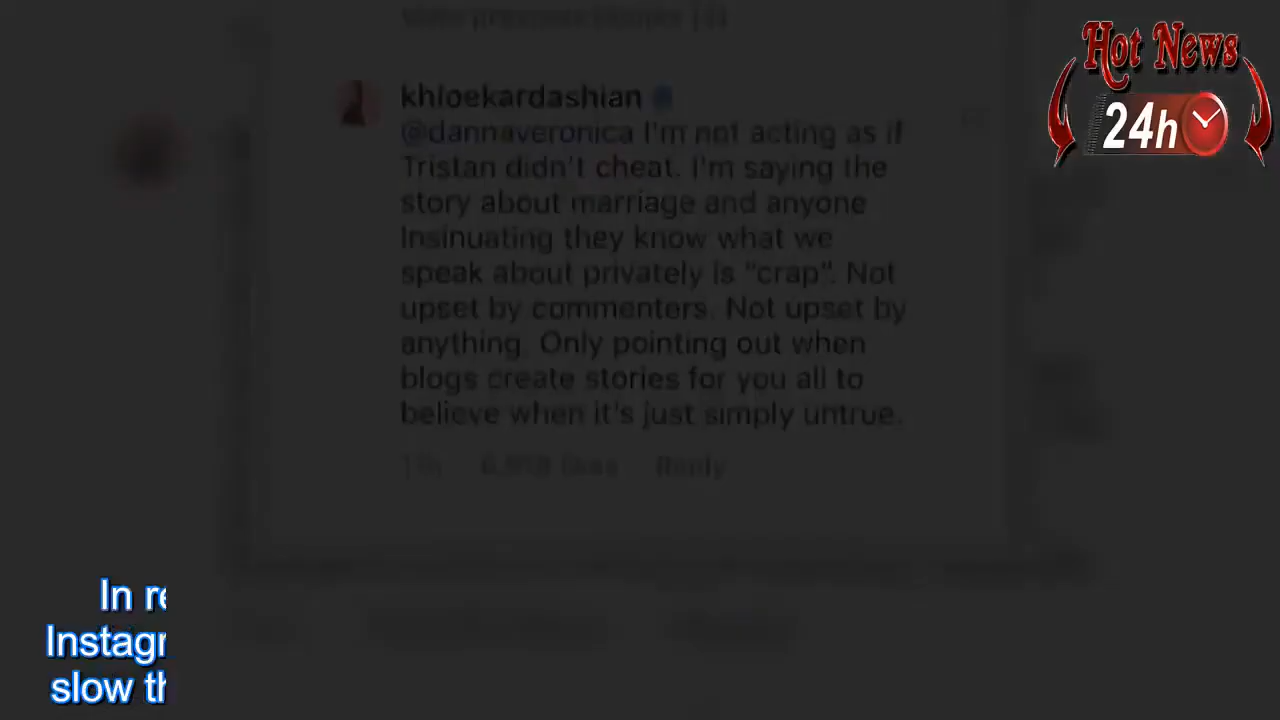 Hot News
24h
khloekardashian
@dannaveronica I'm not acting as if
Tristan didn't cheat. I'm saying the
story about marriage and anyone
Insinuating they know what we
speak about privately is "crap". Not
upset by commenters. Not upset by
anything. Only pointing out when
blogs create stories for you all to
believe when it's just simply untrue.
likes Reply
In re
Instagr
slow th